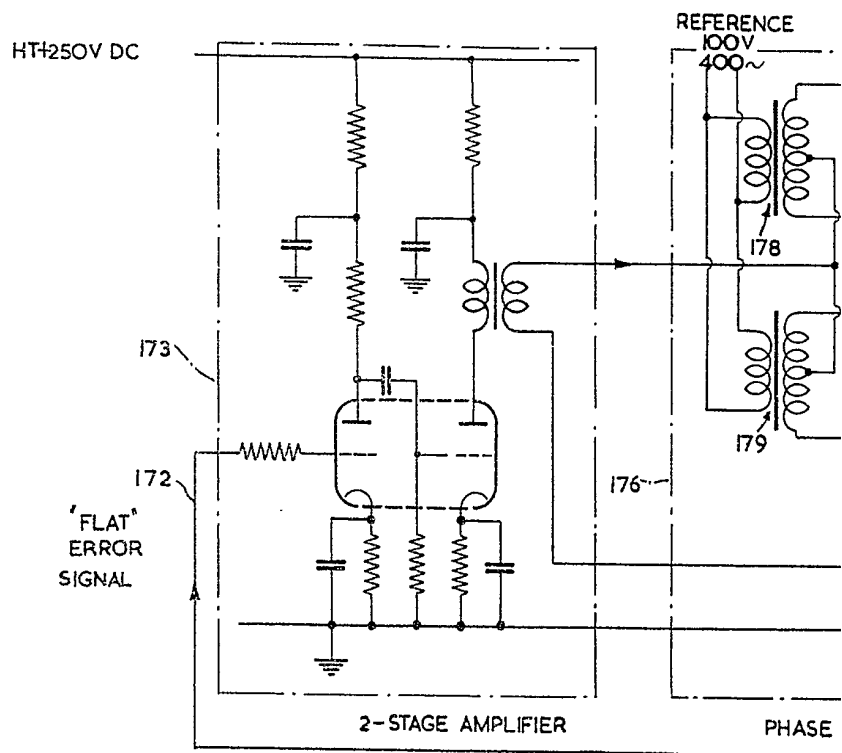 REFERENCE
100V
400~
HT+250V DC
178
173
179
172
176
"FLAT"
ERROR
SIGNAL
2-STAGE AMPLIFIER
PHASE